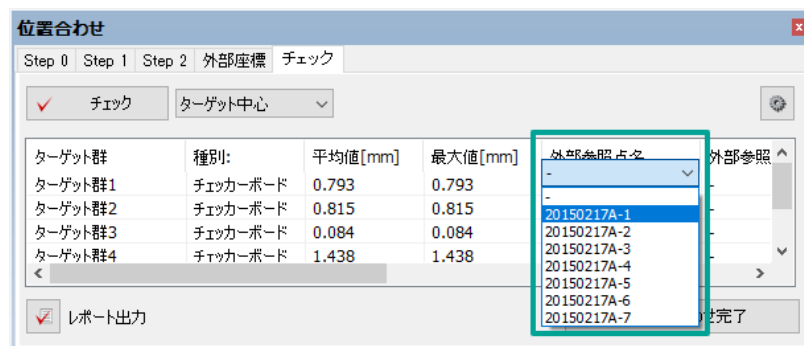 位置合わせ
Step 0 Step 1 Step 2 外部座標 チェック
チェック ターゲット中心
ターゲット群 種別: 平均値[mm] 最大値[mm] 外部参照点名 外部参照
ターゲット群1 チェッカーボード 0.793 0.793 - -
ターゲット群2 チェッカーボード 0.815 0.815 -
ターゲット群3 チェッカーボード 0.084 0.084 -
ターゲット群4 チェッカーボード 1.438 1.438 -
-
20150217A-1
20150217A-2
20150217A-3
20150217A-4
20150217A-5
20150217A-6
20150217A-7
レポート出力 完了